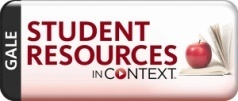 GALE
STUDENT
RESOURCES
IN CONTEXT